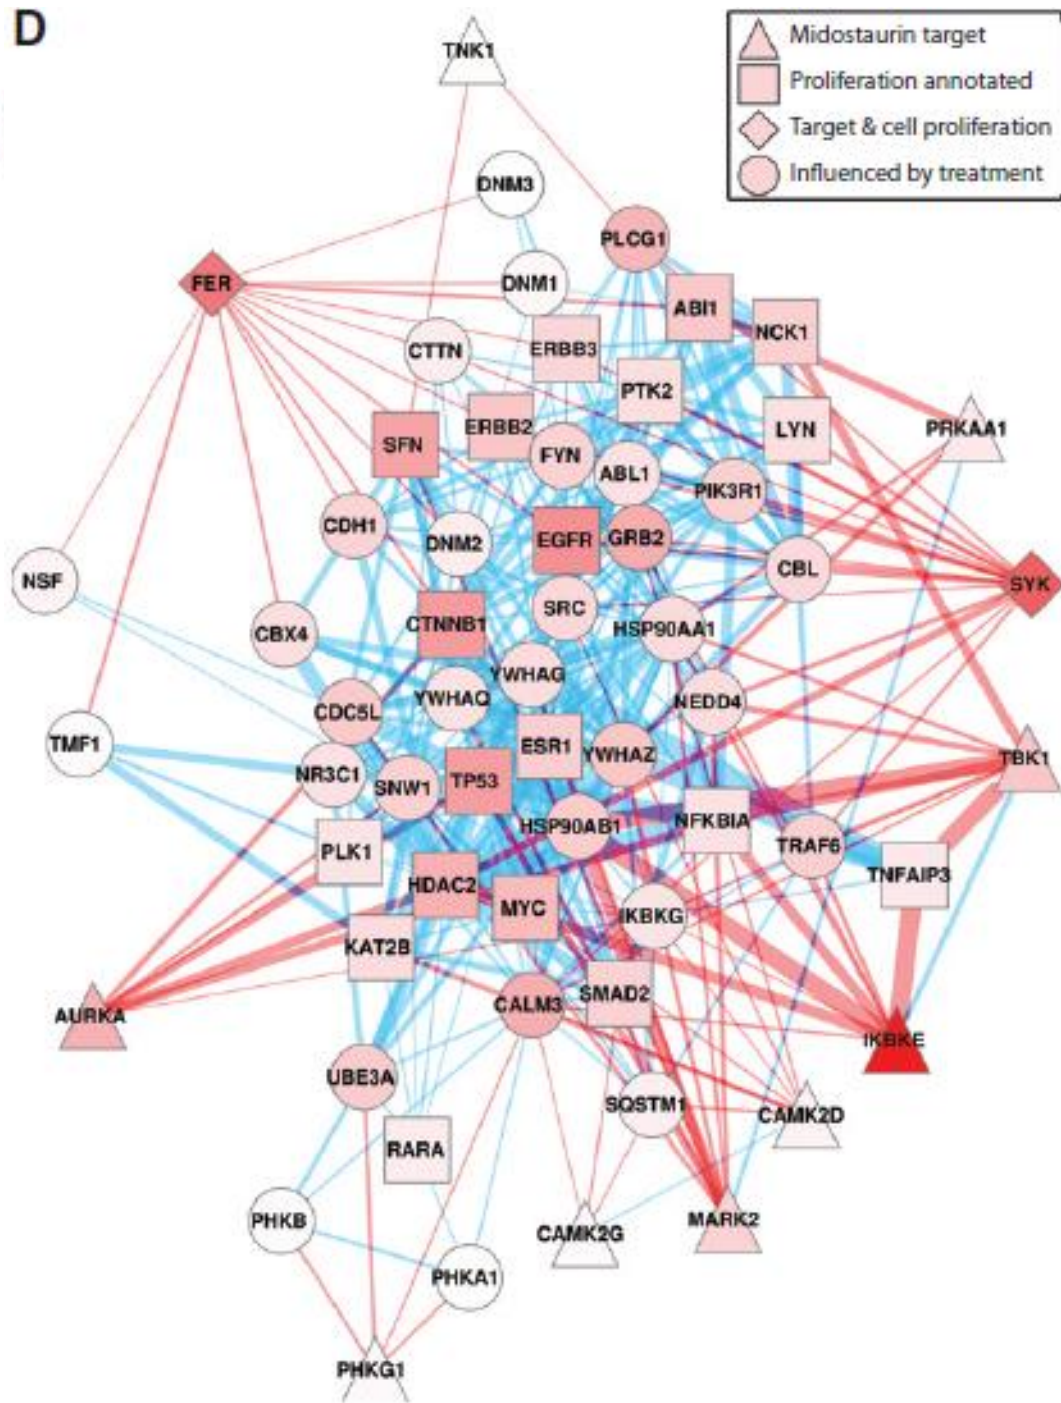 D
Midostaurin target
Proliferation annotated
Target & cell proliferation
Influenced by treatment
TNK1
DNM3
PLCG1
FER
DNM1
ABI1
NCK1
CTTN
ERBB3
PTK2
LYN
PRKAA1
SFN
ERBB2
FYN
ABL1
PIK3R1
CDH1
DNM2
EGFR
GRB2
CBL
NSF
SYK
CBX4
CTNNB1
SRC
HSP90AA1
YWHAG
YWHAQ
NEDD4
CDC5L
TMF1
ESR1
YWHAZ
TBK1
NR3C1
SNW1
TP53
HSP90AB1
NFKBIA
TRAF6
TNFAIP3
PLK1
HDAC2
MYC
IKBKG
KAT2B
SMAD2
CALM3
AURKA
IKBKE
UBE3A
SQSTM1
CAMK2D
RARA
PHKB
CAMK2G
MARK2
PHKA1
PHKG1